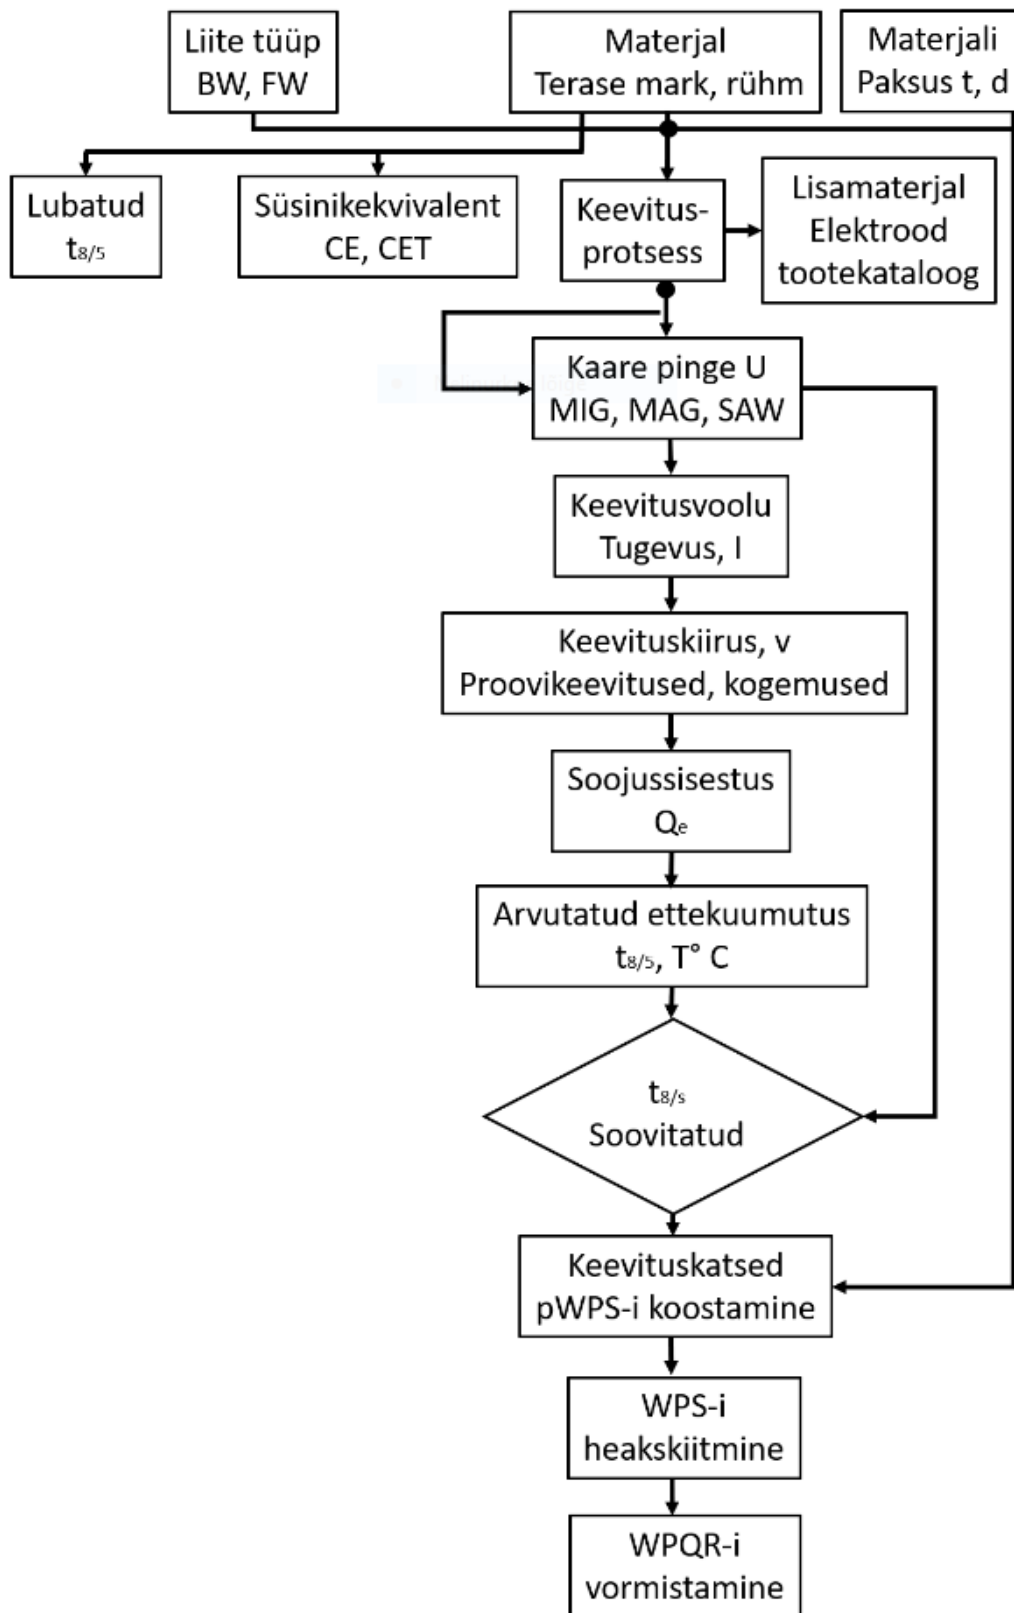 Liite tüüp
BW, FW
Materjal
Terase mark, rühm
Materjali
Paksus t, d
Lubatud
t8/5
Süsinikekvivalent
CE, CET
Keevitus-
protsess
Lisamaterjal
Elektrood
tootekataloog
Kaare pinge U
MIG, MAG, SAW
Keevitusvoolu
Tugevus, I
Keevituskiirus, v
Proovikeevitused, kogemused
Soojussisestus
Qe
Arvutatud ettekuumutus
t8/5, T° C
t8/s
Soovitatud
Keevituskatsed
pWPS-i koostamine
WPS-i
heakskiitmine
WPQR-i
vormistamine